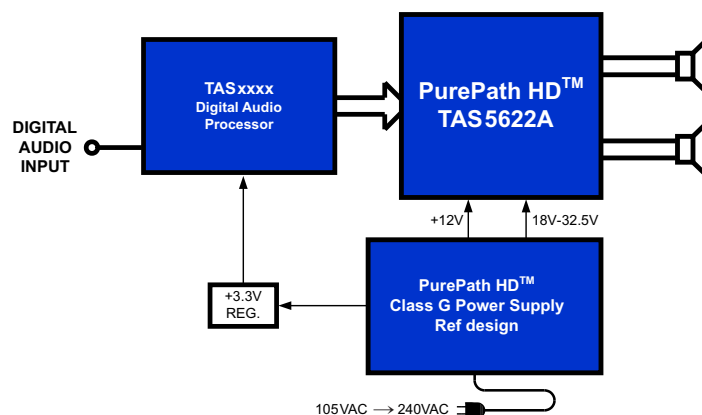 TASxxxx
Digital Audio
Processor
PurePath HD™
TAS5622A
DIGITAL
AUDIO
INPUT
+12V
18V-32.5V
+3.3V
REG.
PurePath HD™
Class G Power Supply
Ref design
105VAC → 240VAC